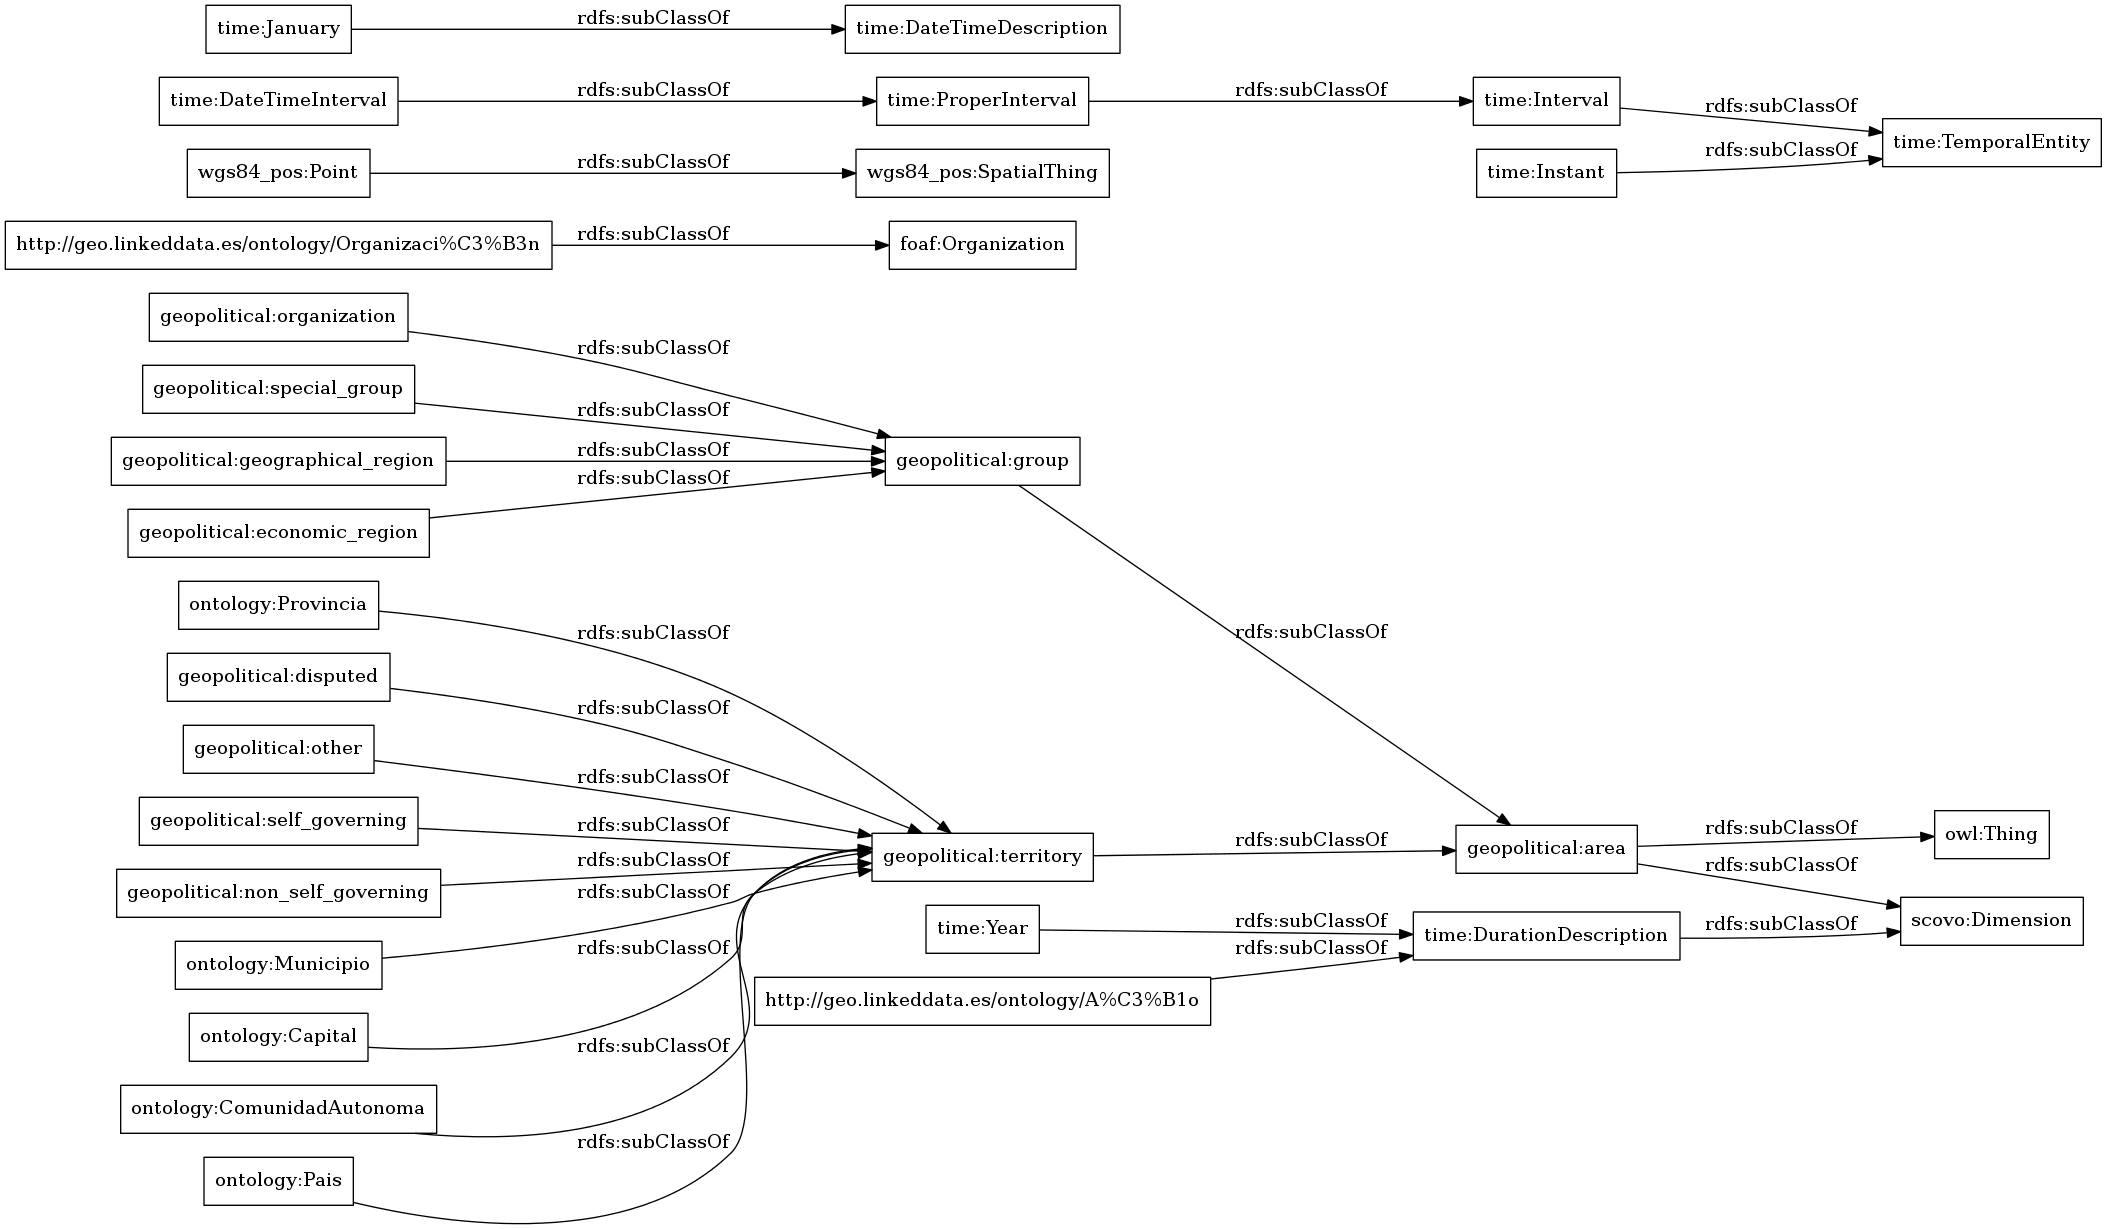 time:January
rdfs:subClassOf
time:DateTimeDescription
time:DateTimeInterval
rdfs:subClassOf
time:ProperInterval
rdfs:subClassOf
time:Interval
rdfs:subClassOf
time:TemporalEntity
wgs84_pos:Point
rdfs:subClassOf
wgs84_pos:SpatialThing
time:Instant
rdfs:subClassOf
http://geo.linkeddata.es/ontology/Organizaci%C3%B3n
rdfs:subClassOf
foaf:Organization
geopolitical:organization
rdfs:subClassOf
geopolitical:special_group
rdfs:subClassOf
geopolitical:geographical_region
rdfs:subClassOf
geopolitical:group
geopolitical:economic_region
rdfs:subClassOf
rdfs:subClassOf
ontology:Provincia
rdfs:subClassOf
geopolitical:disputed
rdfs:subClassOf
geopolitical:other
rdfs:subClassOf
geopolitical:self_governing
rdfs:subClassOf
geopolitical:territory
rdfs:subClassOf
geopolitical:area
rdfs:subClassOf
owl:Thing
rdfs:subClassOf
scovo:Dimension
geopolitical:non_self_governing
rdfs:subClassOf
ontology:Municipio
rdfs:subClassOf
time:Year
rdfs:subClassOf
time:DurationDescription
rdfs:subClassOf
http://geo.linkeddata.es/ontology/A%C3%B1o
rdfs:subClassOf
ontology:Capital
rdfs:subClassOf
ontology:ComunidadAutonoma
rdfs:subClassOf
ontology:Pais
rdfs:subClassOf